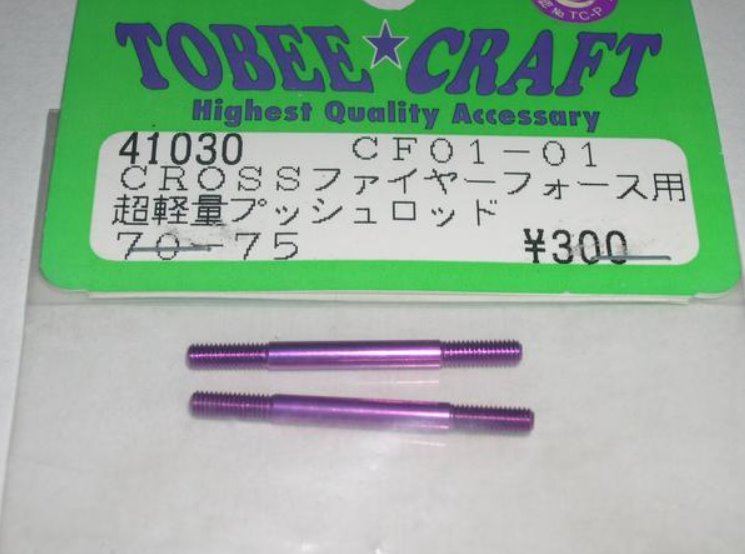 TC-P
TOBEE★CRAFT
Highest Quality Accessary
41030 CF01-01
CROSSファイヤーフォース用
超軽量プッシュロッド
70-75 ¥300